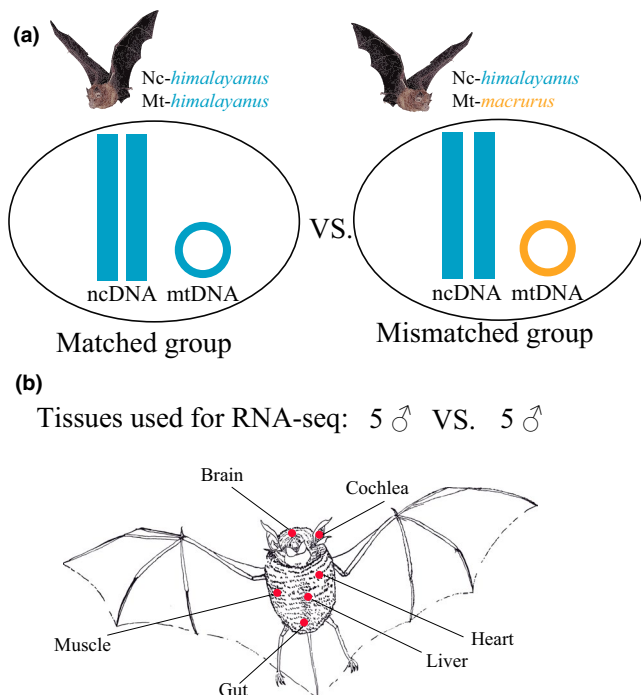 (a)
Nc-himalayanus
Mt-himalayanus
Nc-himalayanus
Mt-macrurus
VS.
ncDNA mtDNA
ncDNA mtDNA
Matched group
Mismatched group
(b)
Tissues used for RNA-seq: 5 ♂ VS. 5 ♂
Brain
Cochlea
Muscle
Heart
Liver
Gut